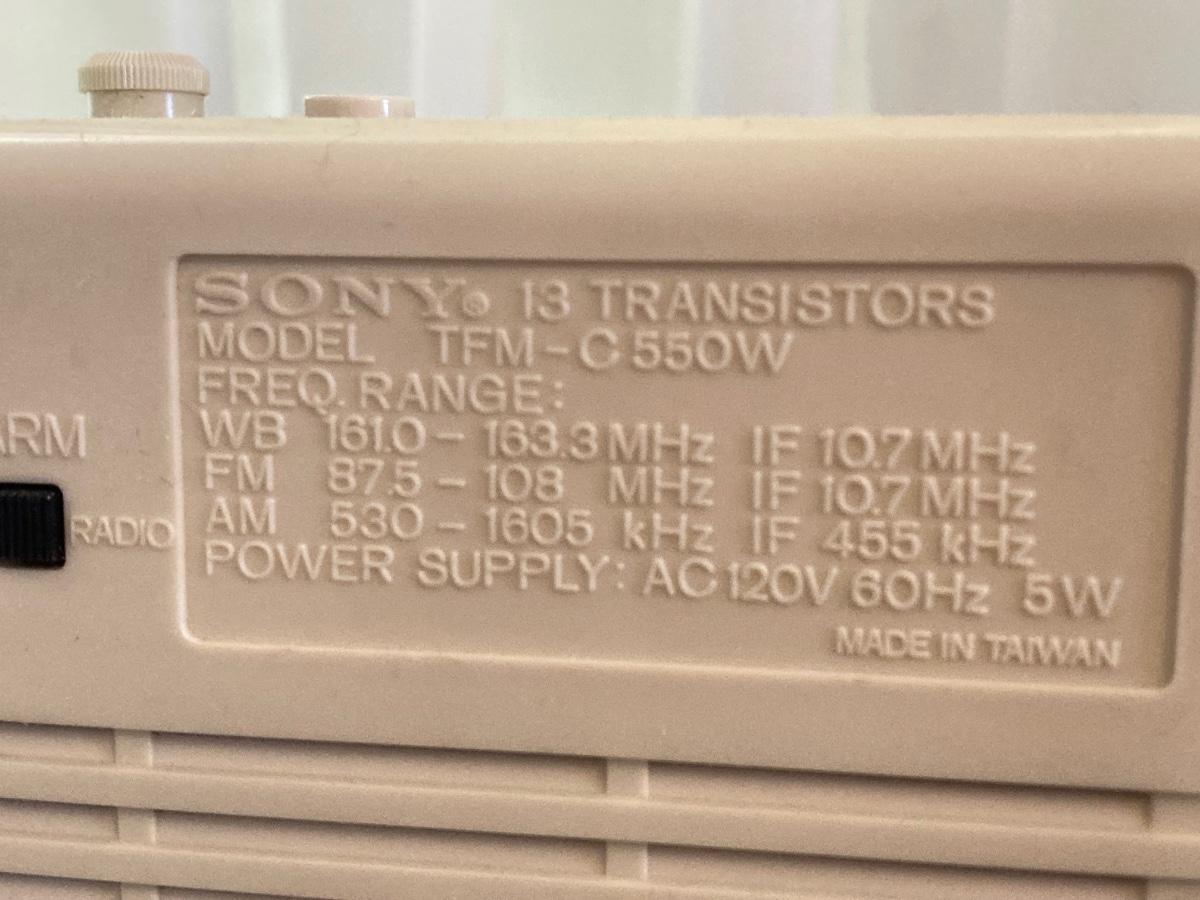 SONY® 13 TRANSISTORS
MODEL TFM-C550W
FREQ. RANGE:
WB 161.0 - 163.3 MHz IF 10.7 MHz
FM 87.5 - 108 MHz IF 10.7 MHz
AM 530 - 1605 kHz IF 455 kHz
POWER SUPPLY: AC 120V 60Hz 5W
MADE IN TAIWAN
ARM
RADIO